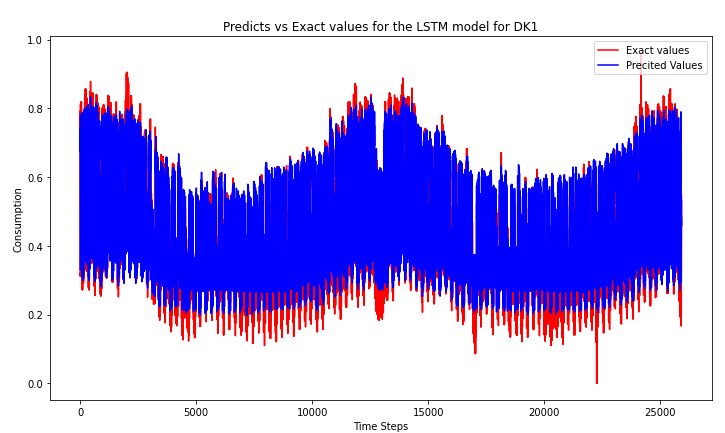 Predicts vs Exact values for the LSTM model for DK1
1.0
0.8
0.6
0.4
0.2
0.0
Consumption
Exact values
Precited Values
0
5000
10000
15000
20000
25000
Time Steps